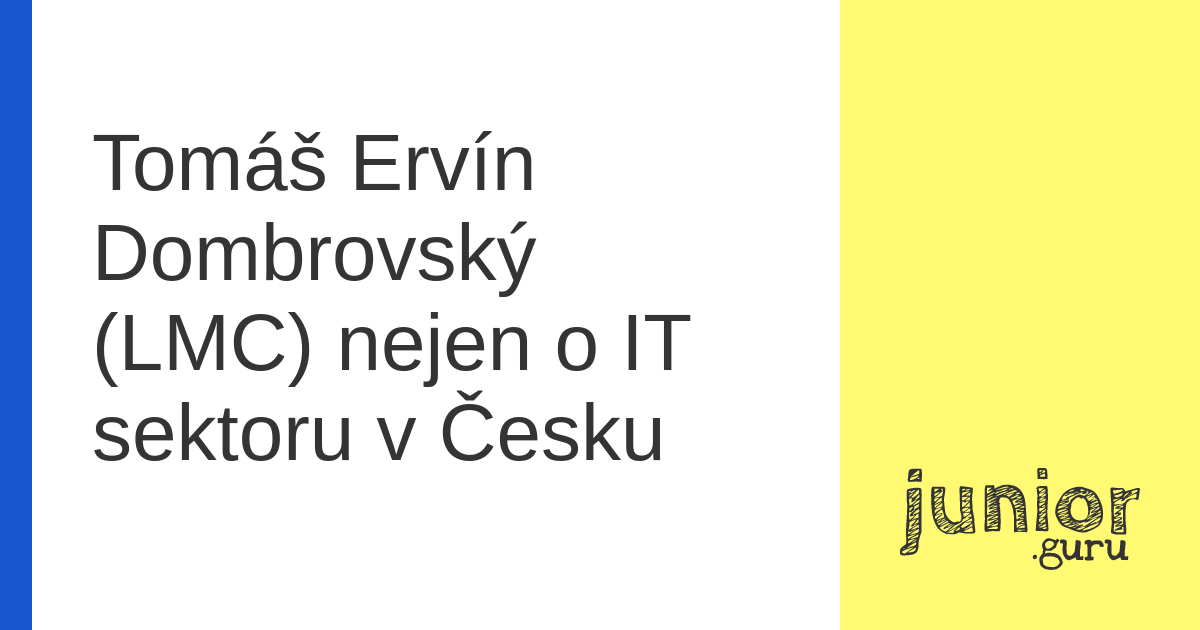 Tomáš Ervín
Dombrovský
(LMC) nejen o IT
sektoru v Česku
junior
.guru